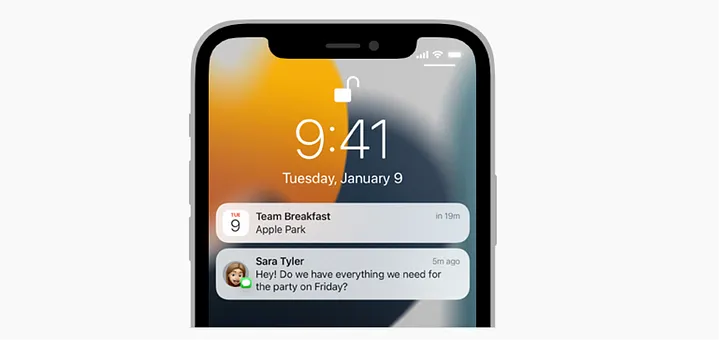 9:41
Tuesday, January 9
TUE
9
Team Breakfast
in 19m
Apple Park
Sara Tyler
5m ago
Hey! Do we have everything we need for
the party on Friday?